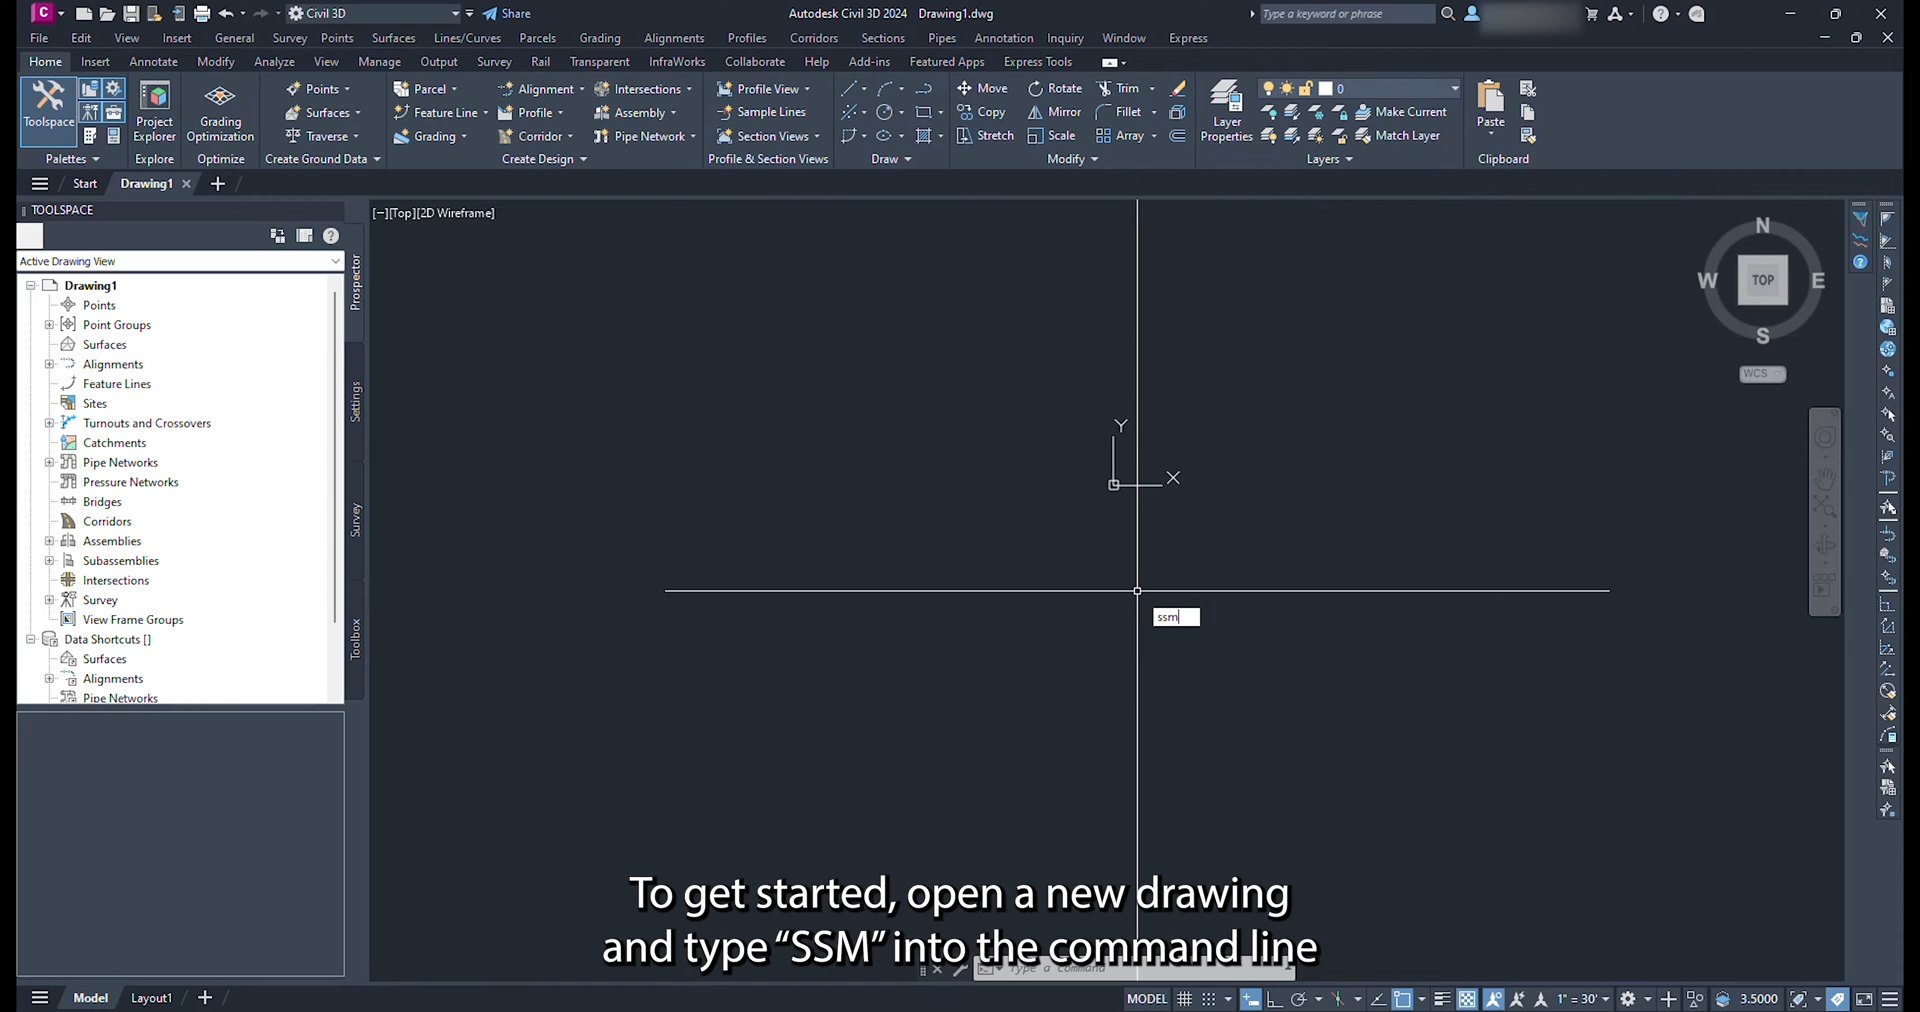 C Civil 3D Share Autodesk Civil 3D 2024 Drawing1.dwg Type a keyword or phrase
File Edit View Insert General Survey Points Surfaces Lines/Curves Parcels Grading Alignments Profiles Corridors Sections Pipes Annotation Inquiry Window Express
Home Insert Annotate Modify Analyze View Manage Output Survey Rail Transparent InfraWorks Collaborate Help Add-ins Featured Apps Express Tools
Toolspace
Palettes
Project
Explorer
Explore
Grading
Optimization
Optimize
Points
Surfaces
Traverse
Create Ground Data
Parcel
Feature Line
Grading
Alignment
Profile
Corridor
Intersections
Assembly
Pipe Network
Create Design
Profile View
Sample Lines
Section Views
Profile & Section Views
Draw
Move
Copy
Stretch
Rotate
Mirror
Scale
Trim
Fillet
Array
Modify
Layer
Properties
0
Make Current
Match Layer
Layers
Paste
Clipboard
Start Drawing1
TOOLSPACE
Active Drawing View
Drawing1
Points
Point Groups
Surfaces
Alignments
Feature Lines
Sites
Turnouts and Crossovers
Catchments
Pipe Networks
Pressure Networks
Bridges
Corridors
Assemblies
Subassemblies
Intersections
Survey
View Frame Groups
Data Shortcuts []
Surfaces
Alignments
Pipe Networks
Prospector
Settings
Survey
Toolbox
[−][Top][2D Wireframe]
N
W TOP E
S
WCS
Y
X
ssm
To get started, open a new drawing
and type “SSM” into the command line
Type a command
Model Layout1
MODEL 1" = 30' 3.5000